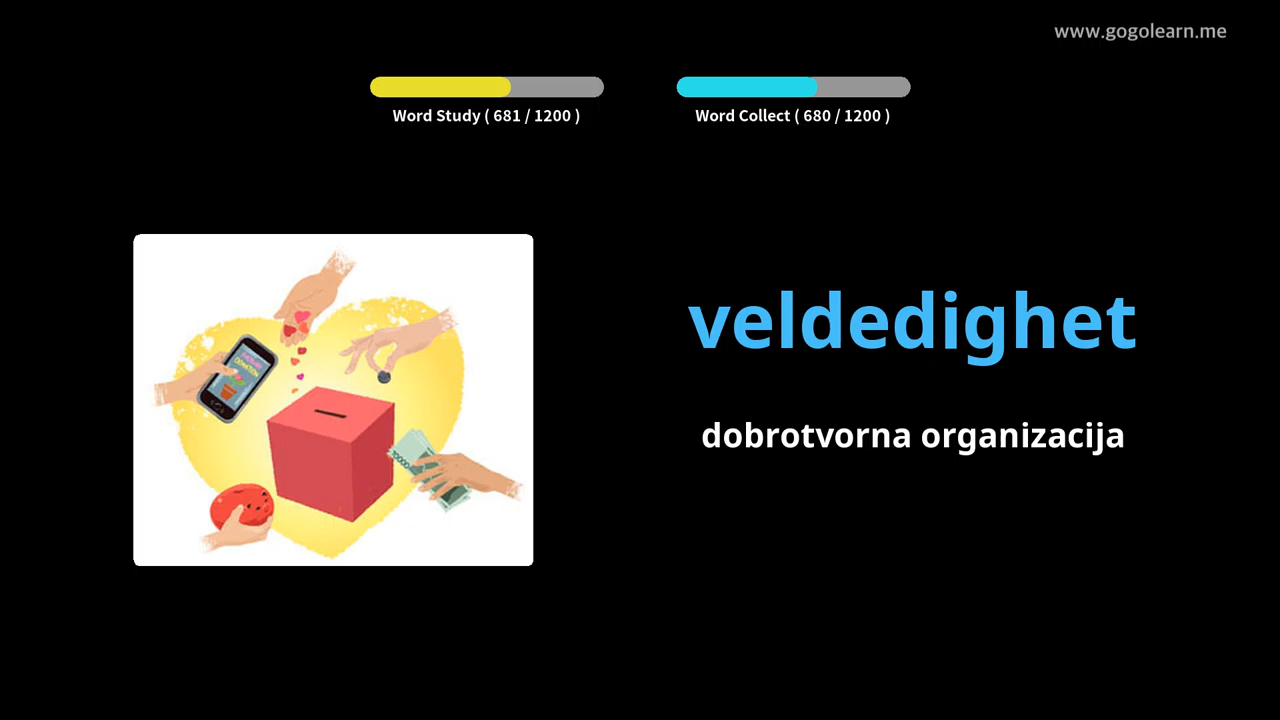 www.gogolearn.me
Word Study ( 681 / 1200 )
Word Collect ( 680 / 1200 )
veldedighet
dobrotvorna organizacija